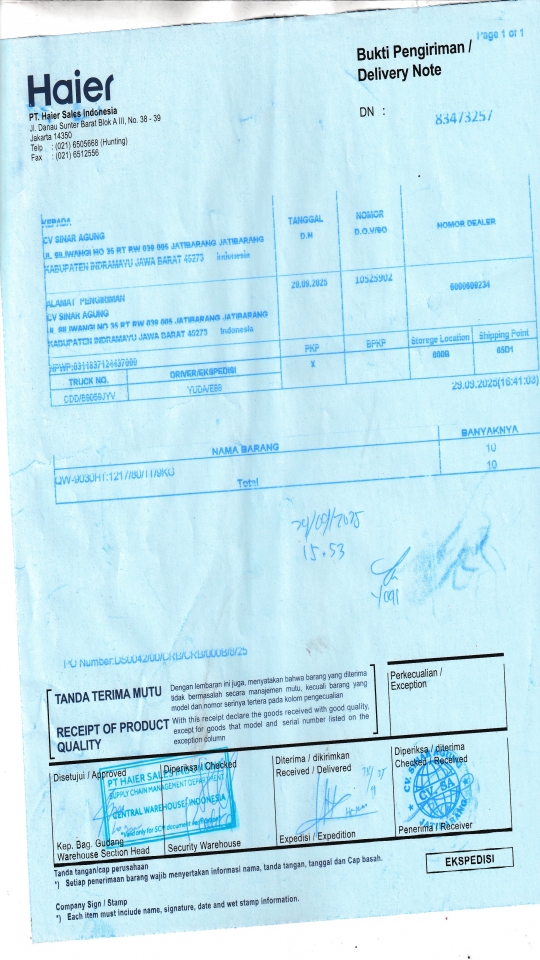 Page 1 of 1
Bukti Pengiriman /
Delivery Note
Haier
PT. Haier Sales Indonesia
Jl. Danau Sunter Barat Blok A III, No. 38 - 39
Jakarta 14350
Telp : (021) 6505668 (Hunting)
Fax : (021) 6512556
DN : 83473257
KEPADA
CV SINAR AGUNG
JL SILIWANGI NO 35 RT RW 039 005 JATIBARANG JATIBARANG
KABUPATEN INDRAMAYU JAWA BARAT 45273 Indonesia
TANGGAL
D.N
NOMOR
D.O./SO
NOMOR DEALER
ALAMAT PENGIRIMAN
CV SINAR AGUNG
JL SILIWANGI NO 35 RT RW 039 005 JATIBARANG JATIBARANG
KABUPATEN INDRAMAYU JAWA BARAT 45273 Indonesia
29.09.2025
10525902
PKP
BPKP
Storege Location
Shipping Point
X
TRUCK NO.
DRIVER/EKSPEDISI
29.09.2025(16:41:03)
NAMA BARANG
BANYAKNYA
10
Total
10
15.53
Yogi
TANDA TERIMA MUTU
Dengan lembaran ini juga, menyatakan bahwa barang yang diterima
tidak bermasalah secara manajemen mutu, kecuali barang yang
model dan nomor serinya tertera pada kolom pengecualian
RECEIPT OF PRODUCT
QUALITY
With this receipt declare the goods received with good quality,
except for goods that model and serial number listed on the
exception column
Perkecualian /
Exception
Disetujui / Approved
Diperiksa / Checked
Diterima / dikirimkan
Received / Delivered
Diperiksa / diterima
Checked / Received
PT HAIER SALES
SUPPLY CHAIN MANAGEMENT DEPARTMENT
CENTRAL WAREHOUSE INDONESIA
CV. SINAR AGUNG
CV. SA
JATIBARANG
Kep. Bag. Gudang
Warehouse Section Head
Security Warehouse
Expedisi / Expedition
Penerima / Receiver
Tanda tangan/cap perusahaan
*) Setiap penerimaan barang wajib menyertakan informasi nama, tanda tangan, tanggal dan Cap basah.
EKSPEDISI
Company Sign / Stamp
*) Each item must include name, signature, date and wet stamp information.